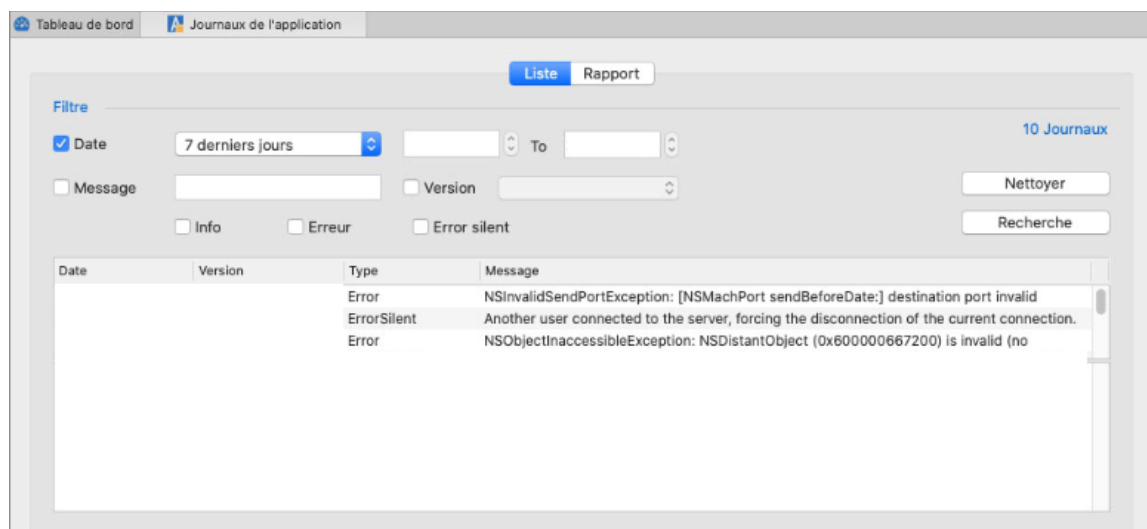 Tableau de bord Journaux de l'application
Liste Rapport
Filtre
10 Journaux
Date 7 derniers jours To
Message Version Nettoyer
Info Erreur Error silent Recherche
Date Version Type Message
Error NSInvalidSendPortException: [NSMachPort sendBeforeDate:] destination port invalid
ErrorSilent Another user connected to the server, forcing the disconnection of the current connection.
Error NSObjectInaccessibleException: NSDistantObject (0x600000667200) is invalid (no